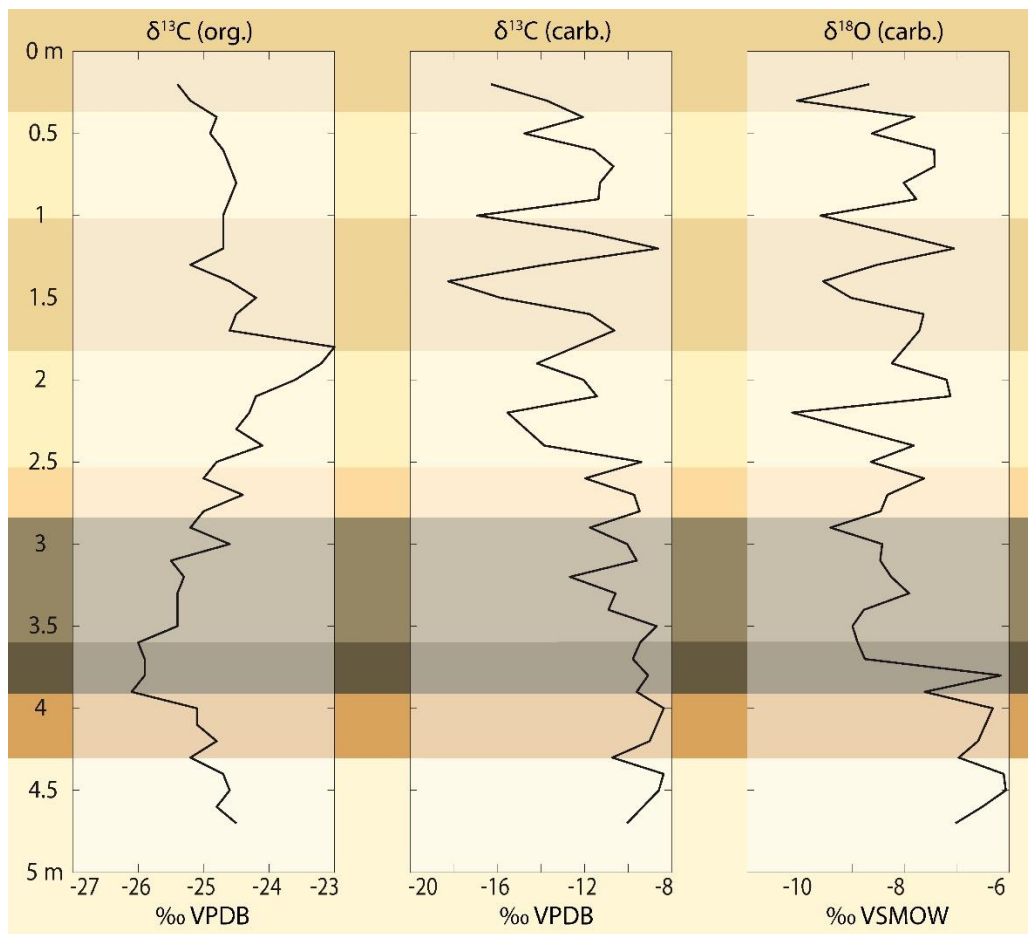 δ¹³C (org.) δ¹³C (carb.) δ¹⁸O (carb.)
0 m
0.5
1
1.5
2
2.5
3
3.5
4
4.5
5 m
-27 -26 -25 -24 -23 -20 -16 -12 -8 -10 -8 -6
‰ VPDB ‰ VPDB ‰ VSMOW